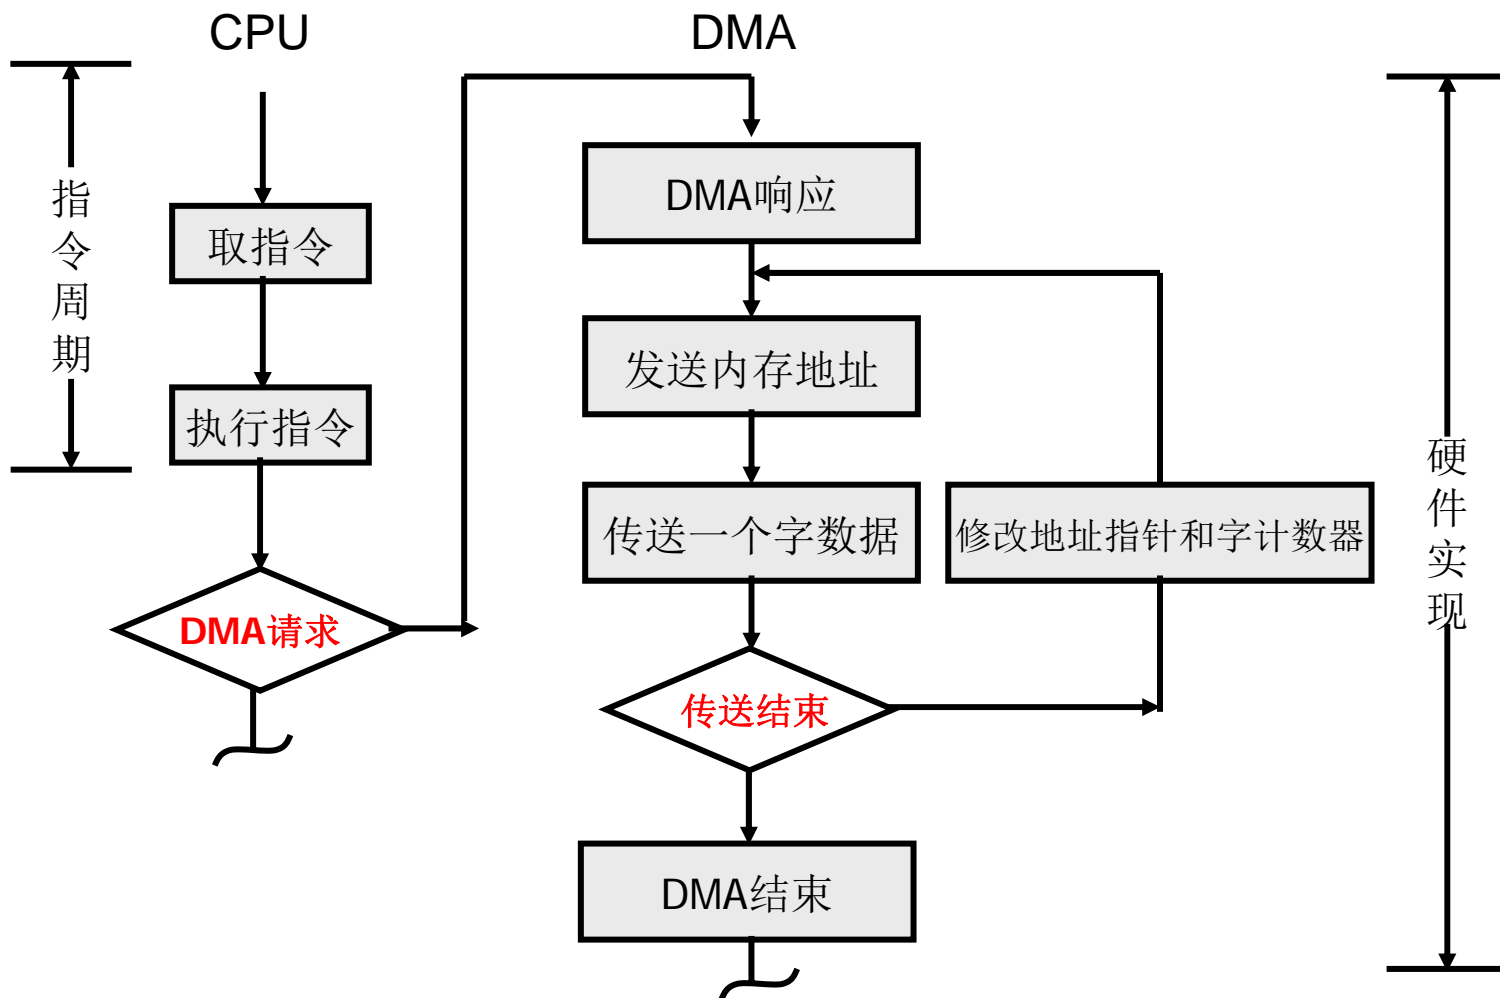 CPU
DMA
指令周期
取指令
执行指令
DMA请求
DMA响应
发送内存地址
传送一个字数据
修改地址指针和字计数器
传送结束
DMA结束
硬件实现